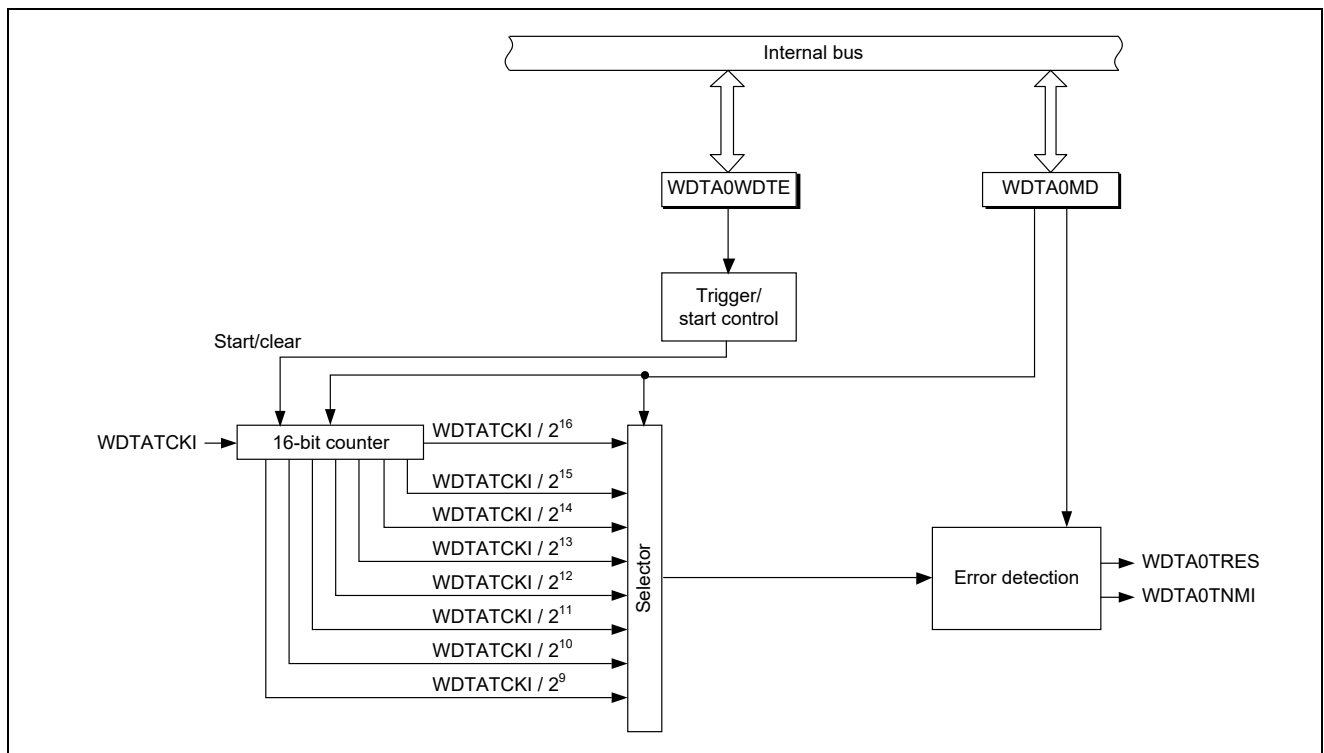 Internal bus
WDTA0WDTE
WDTA0MD
Trigger/
start control
Start/clear
WDTATCKI
16-bit counter
WDTATCKI / 2^16
WDTATCKI / 2^15
WDTATCKI / 2^14
WDTATCKI / 2^13
WDTATCKI / 2^12
WDTATCKI / 2^11
WDTATCKI / 2^10
WDTATCKI / 2^9
Selector
Error detection
WDTA0TRES
WDTA0TNMI